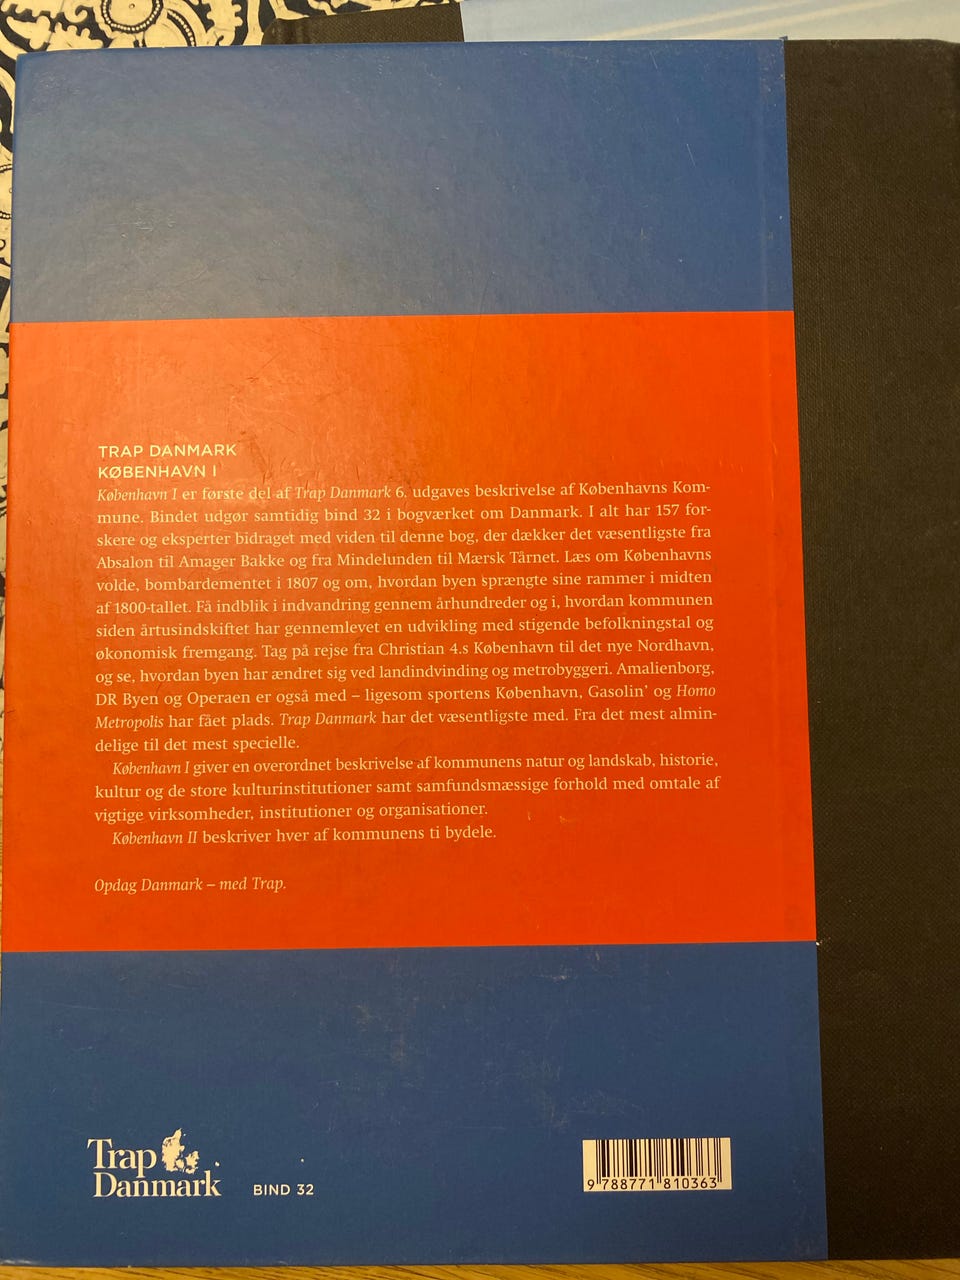 TRAP DANMARK
KØBENHAVN I
København I er første del af Trap Danmark 6. udgaves beskrivelse af Københavns Kom-
mune. Bindet udgør samtidig bind 32 i bogværket om Danmark. I alt har 157 for-
skere og eksperter bidraget med viden til denne bog, der dækker det væsentligste fra
Absalon til Amager Bakke og fra Mindelunden til Mærsk Tårnet. Læs om Københavns
volde, bombardementet i 1807 og om, hvordan byen sprængte sine rammer i midten
af 1800-tallet. Få indblik i indvandring gennem århundreder og i, hvordan kommunen
siden årtusindskiftet har gennemlevet en udvikling med stigende befolkningstal og
økonomisk fremgang. Tag på rejse fra Christian 4.s København til det nye Nordhavn,
og se, hvordan byen har ændret sig ved landindvinding og metrobyggeri. Amalienborg,
DR Byen og Operaen er også med – ligesom sportens København, Gasolin' og Homo
Metropolis har fået plads. Trap Danmark har det væsentligste med. Fra det mest almin-
delige til det mest specielle.
København I giver en overordnet beskrivelse af kommunens natur og landskab, historie,
kultur og de store kulturinstitutioner samt samfundsmæssige forhold med omtale af
vigtige virksomheder, institutioner og organisationer.
København II beskriver hver af kommunens ti bydele.
Opdag Danmark – med Trap.
Trap
Danmark
BIND 32
9 788771 810363